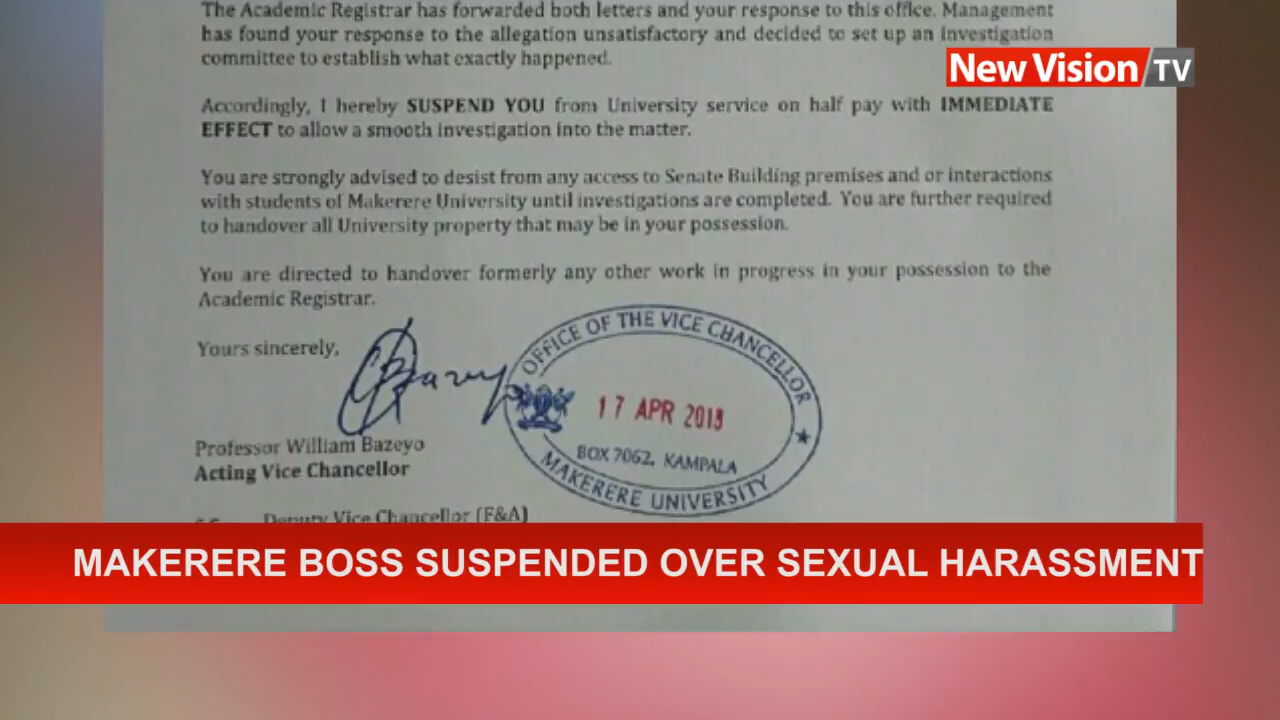 The Academic Registrar has forwarded both letters and your response to this office. Management
has found your response to the allegation unsatisfactory and decided to set up an investigation
committee to establish what exactly happened.
New Vision TV
Accordingly, I hereby SUSPEND YOU from University service on half pay with IMMEDIATE
EFFECT to allow a smooth investigation into the matter.
You are strongly advised to desist from any access to Senate Building premises and or interactions
with students of Makerere University until investigations are completed. You are further required
to handover all University property that may be in your possession.
You are directed to handover formerly any other work in progress in your possession to the
Academic Registrar.
Yours sincerely,
OFFICE OF THE VICE CHANCELLOR
17 APR 2018
BOX 7062, KAMPALA
MAKERERE UNIVERSITY
Professor William Bazeyo
Acting Vice Chancellor
Deputy Vice Chancellor (F&A)
MAKERERE BOSS SUSPENDED OVER SEXUAL HARASSMENT